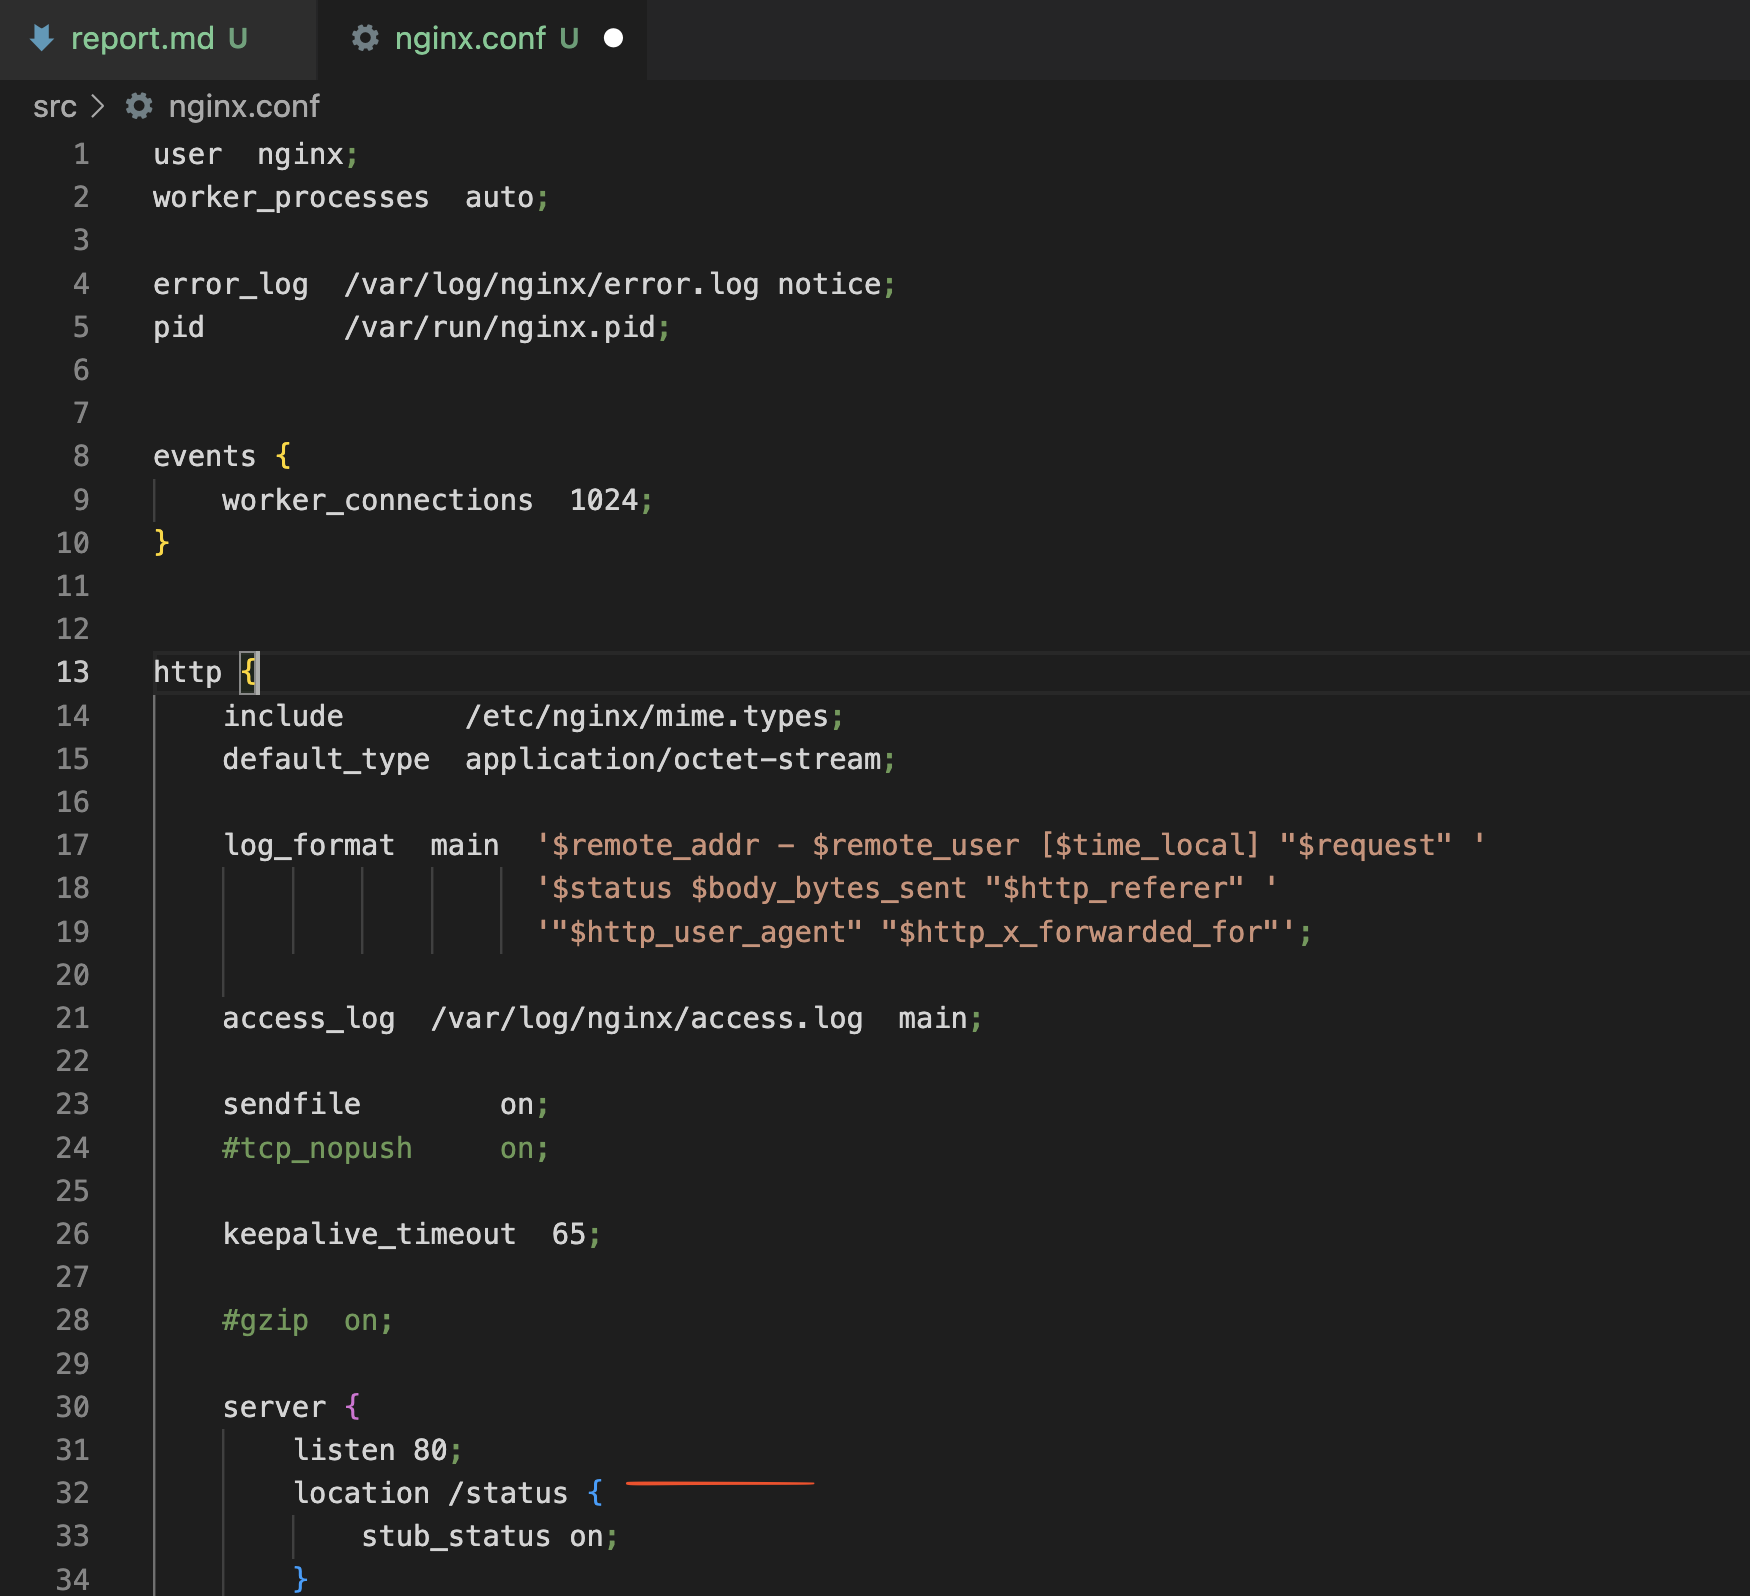 report.md U nginx.conf U
src > nginx.conf
1 user  nginx;
2 worker_processes  auto;
3
4 error_log  /var/log/nginx/error.log notice;
5 pid        /var/run/nginx.pid;
6
7
8 events {
9     worker_connections  1024;
10 }
11
12
13 http {
14     include       /etc/nginx/mime.types;
15     default_type  application/octet-stream;
16
17     log_format  main  '$remote_addr - $remote_user [$time_local] "$request" '
18                       '$status $body_bytes_sent "$http_referer" '
19                       '"$http_user_agent" "$http_x_forwarded_for"';
20
21     access_log  /var/log/nginx/access.log  main;
22
23     sendfile        on;
24     #tcp_nopush     on;
25
26     keepalive_timeout  65;
27
28     #gzip  on;
29
30     server {
31         listen 80;
32         location /status {
33             stub_status on;
34         }